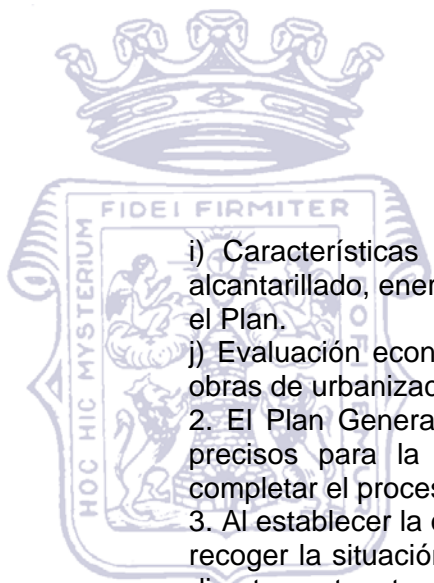 FIDEI FIRMITER
HOC HIC MYSTERIUM
PROFITEMUR
i) Características
alcantarillado, ener
el Plan.
j) Evaluación econ
obras de urbanizac
2. El Plan Genera
precisos para la
completar el proces
3. Al establecer la
recoger la situación